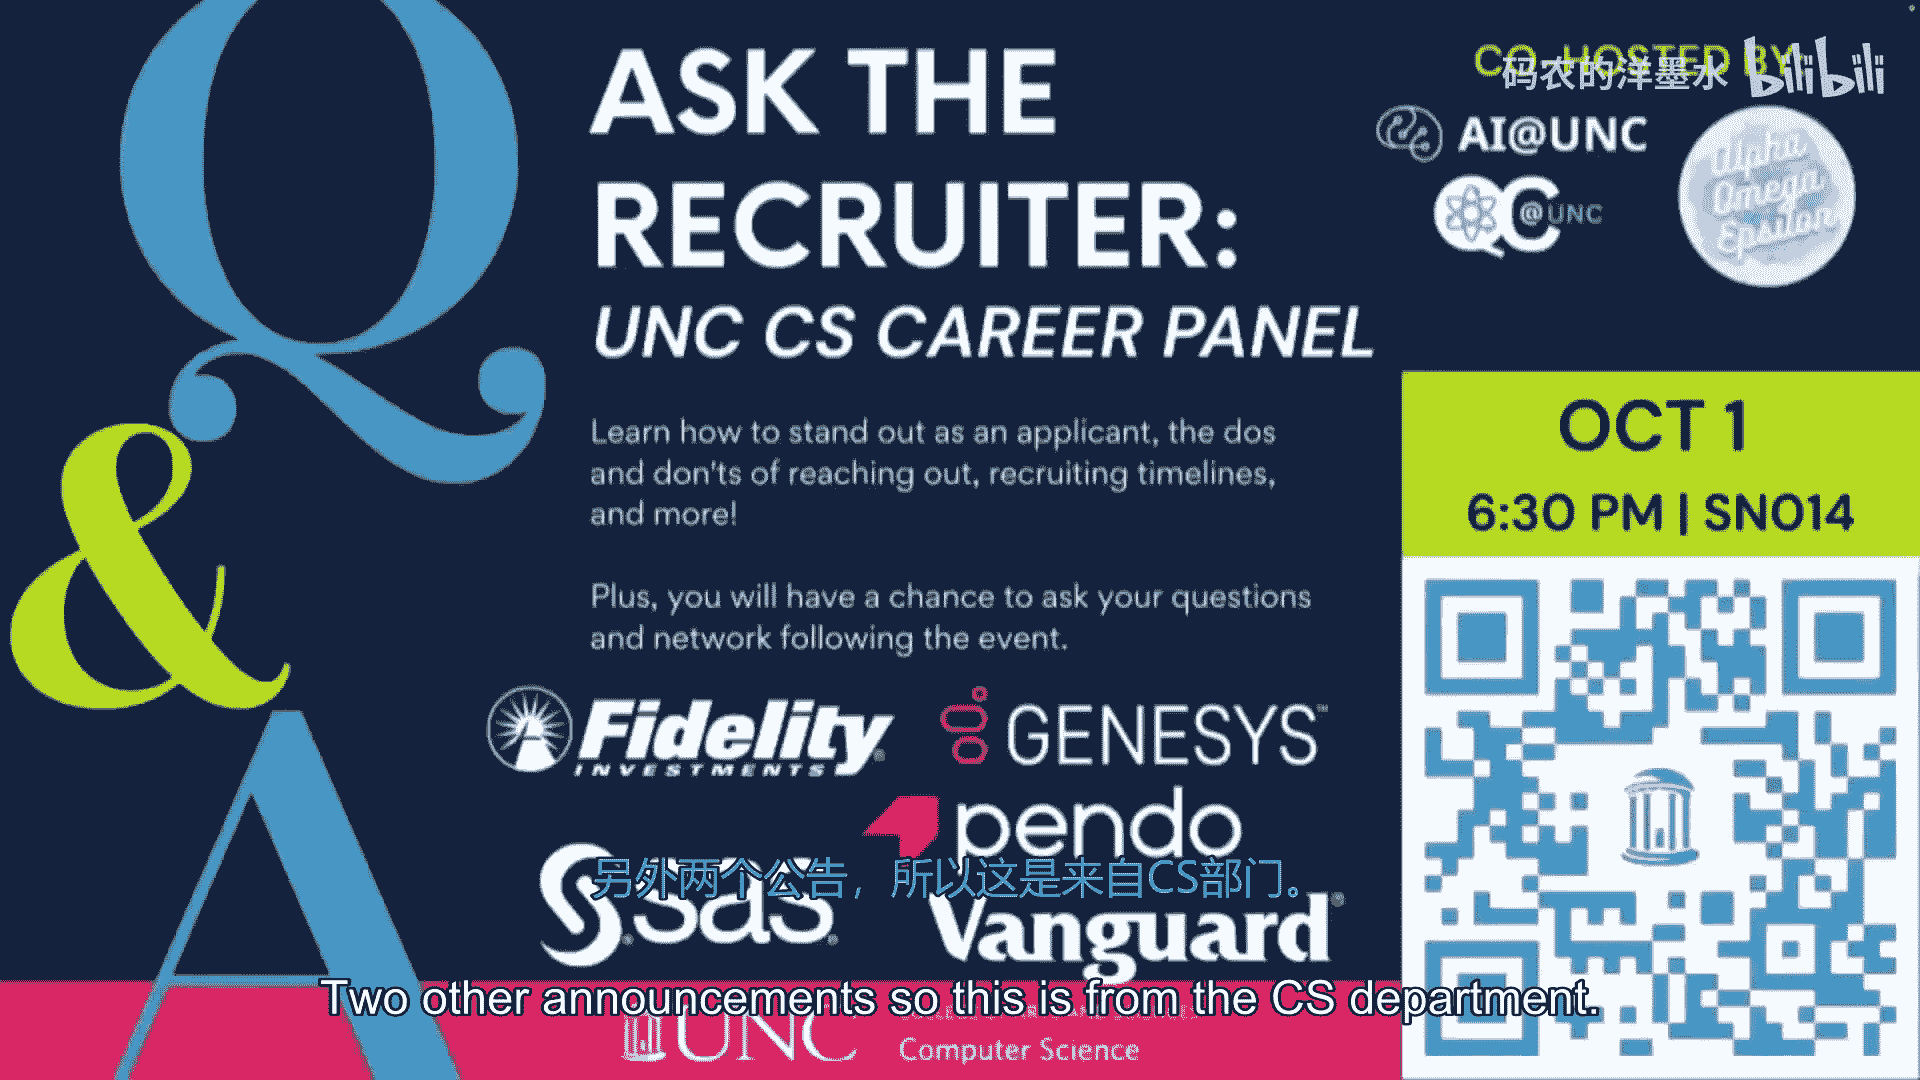 Q
&
A
ASK THE
RECRUITER:
UNC CS CAREER PANEL
Learn how to stand out as an applicant, the dos
and don'ts of reaching out, recruiting timelines,
and more!
Plus, you will have a chance to ask your questions
and network following the event.
Fidelity
INVESTMENTS
GENESYS™
pendo
sas
Vanguard
另外两个公告，所以这是来自CS部门。
Two other announcements so this is from the CS department.
UNC
Computer Science
CO-HOSTED BY:
码农的洋墨水 bilibili
AI@UNC
QC@UNC
Alpha
Omega
Epsilon
OCT 1
6:30 PM | SN014